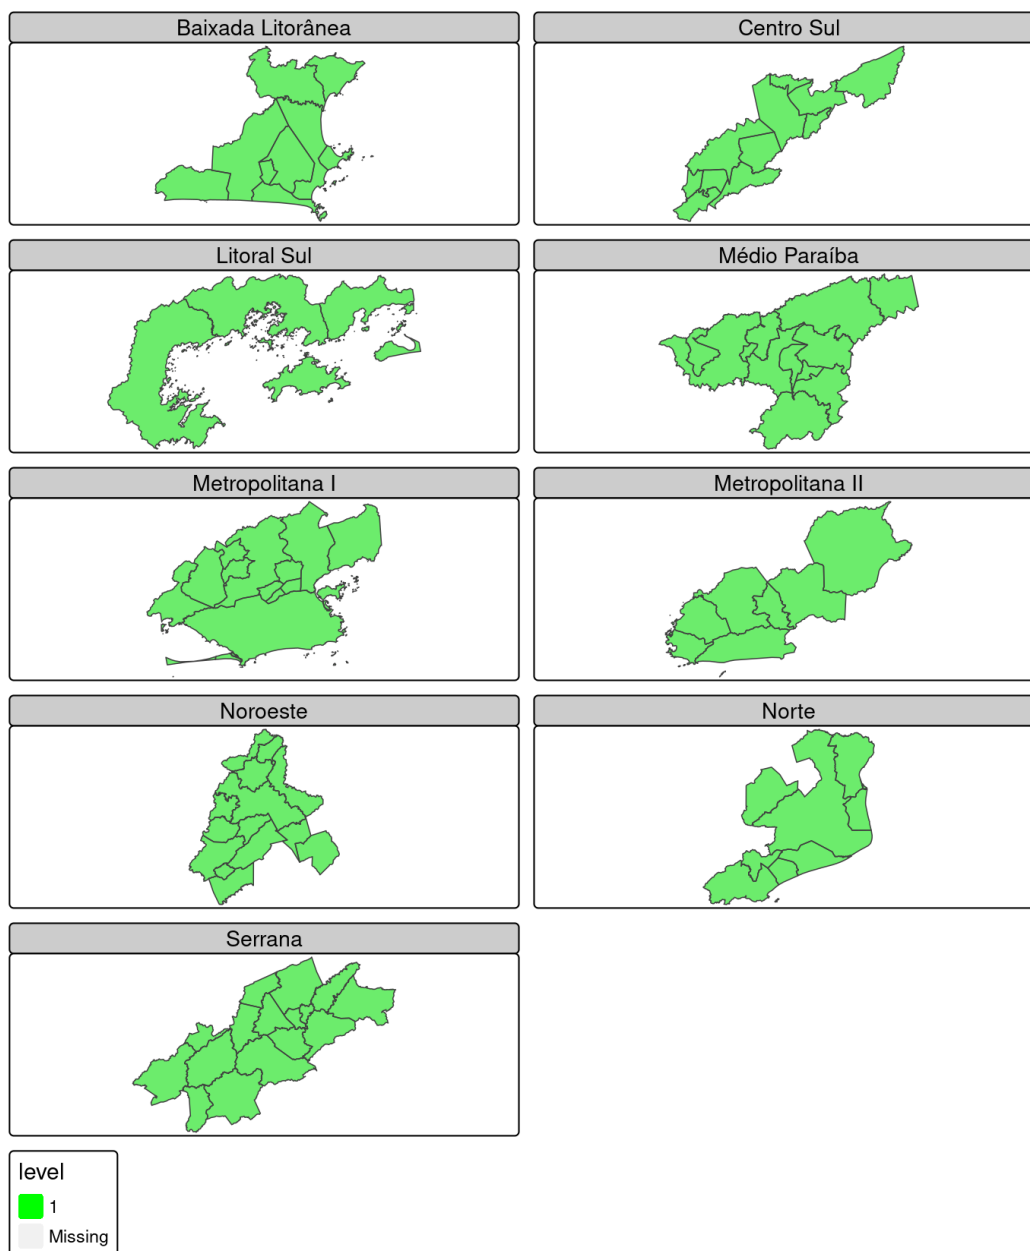 Baixada Litorânea
Centro Sul
Litoral Sul
Médio Paraíba
Metropolitana I
Metropolitana II
Noroeste
Norte
Serrana
level
1
Missing